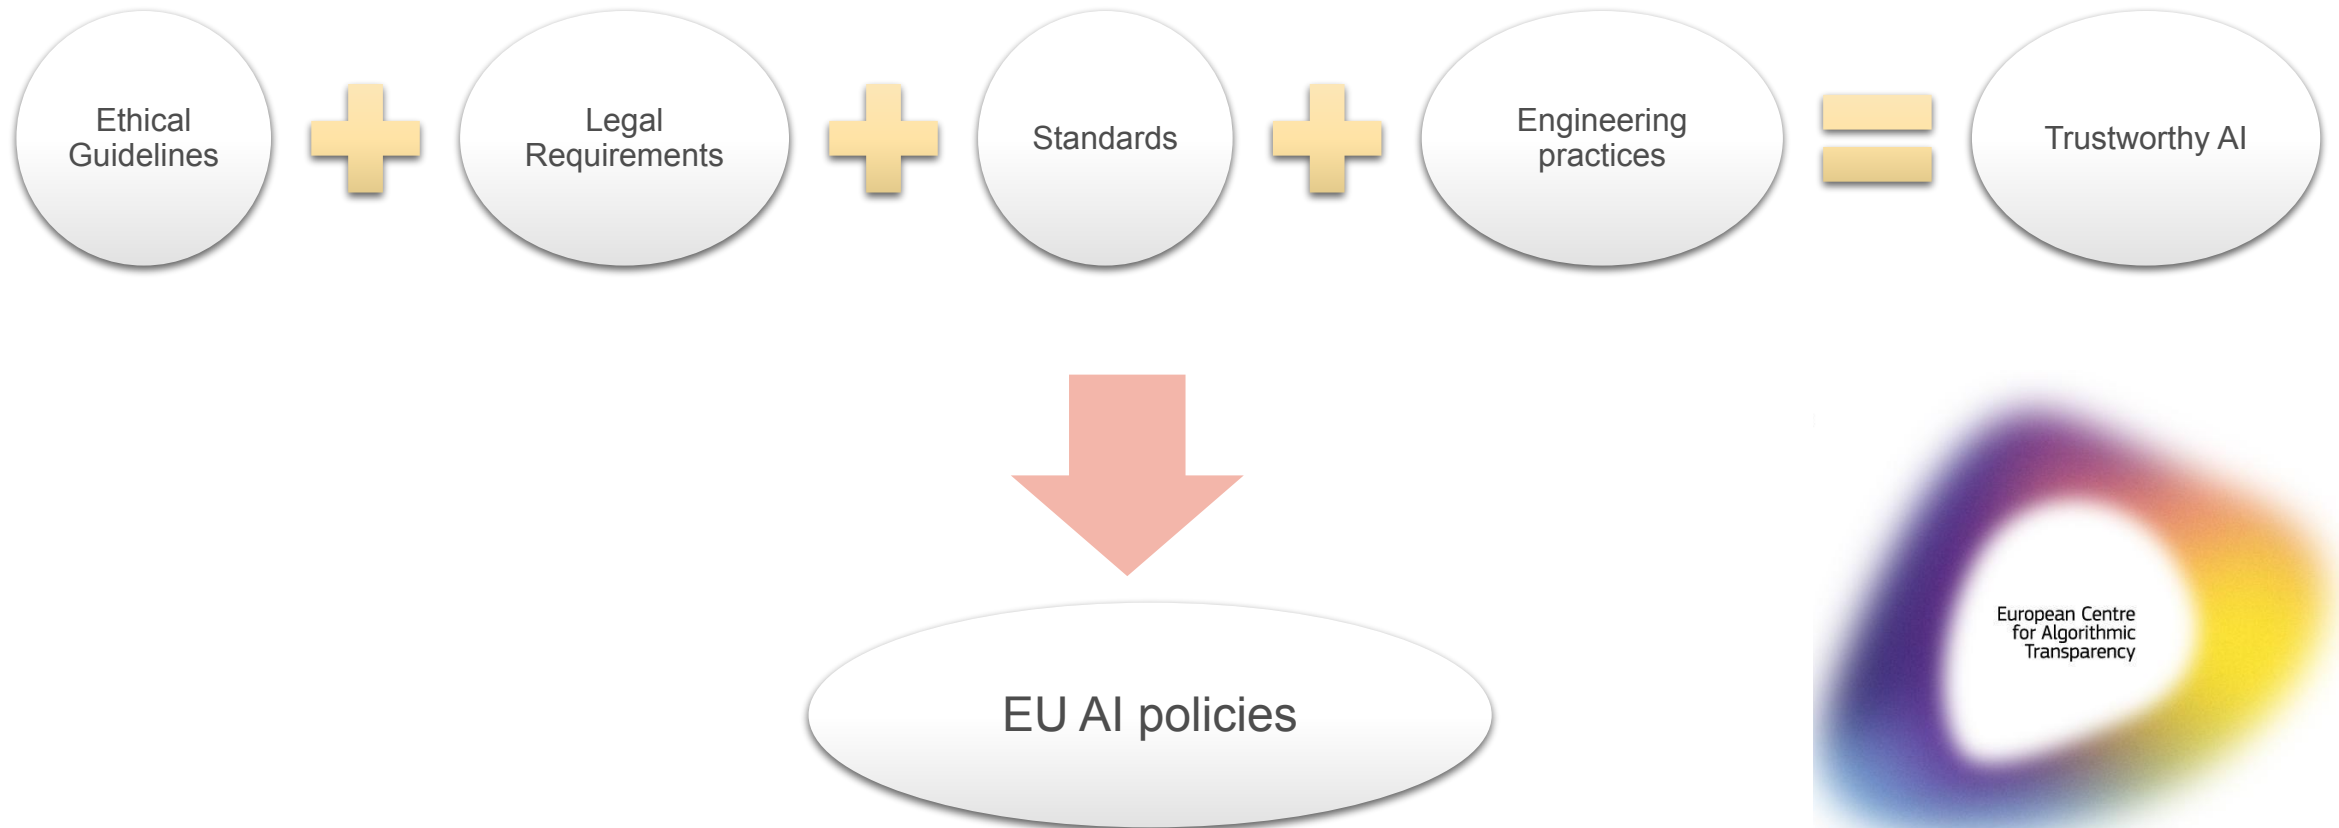 Ethical
Guidelines
Legal
Requirements
Standards
Engineering
practices
Trustworthy AI
EU AI policies
European Centre
for Algorithmic
Transparency